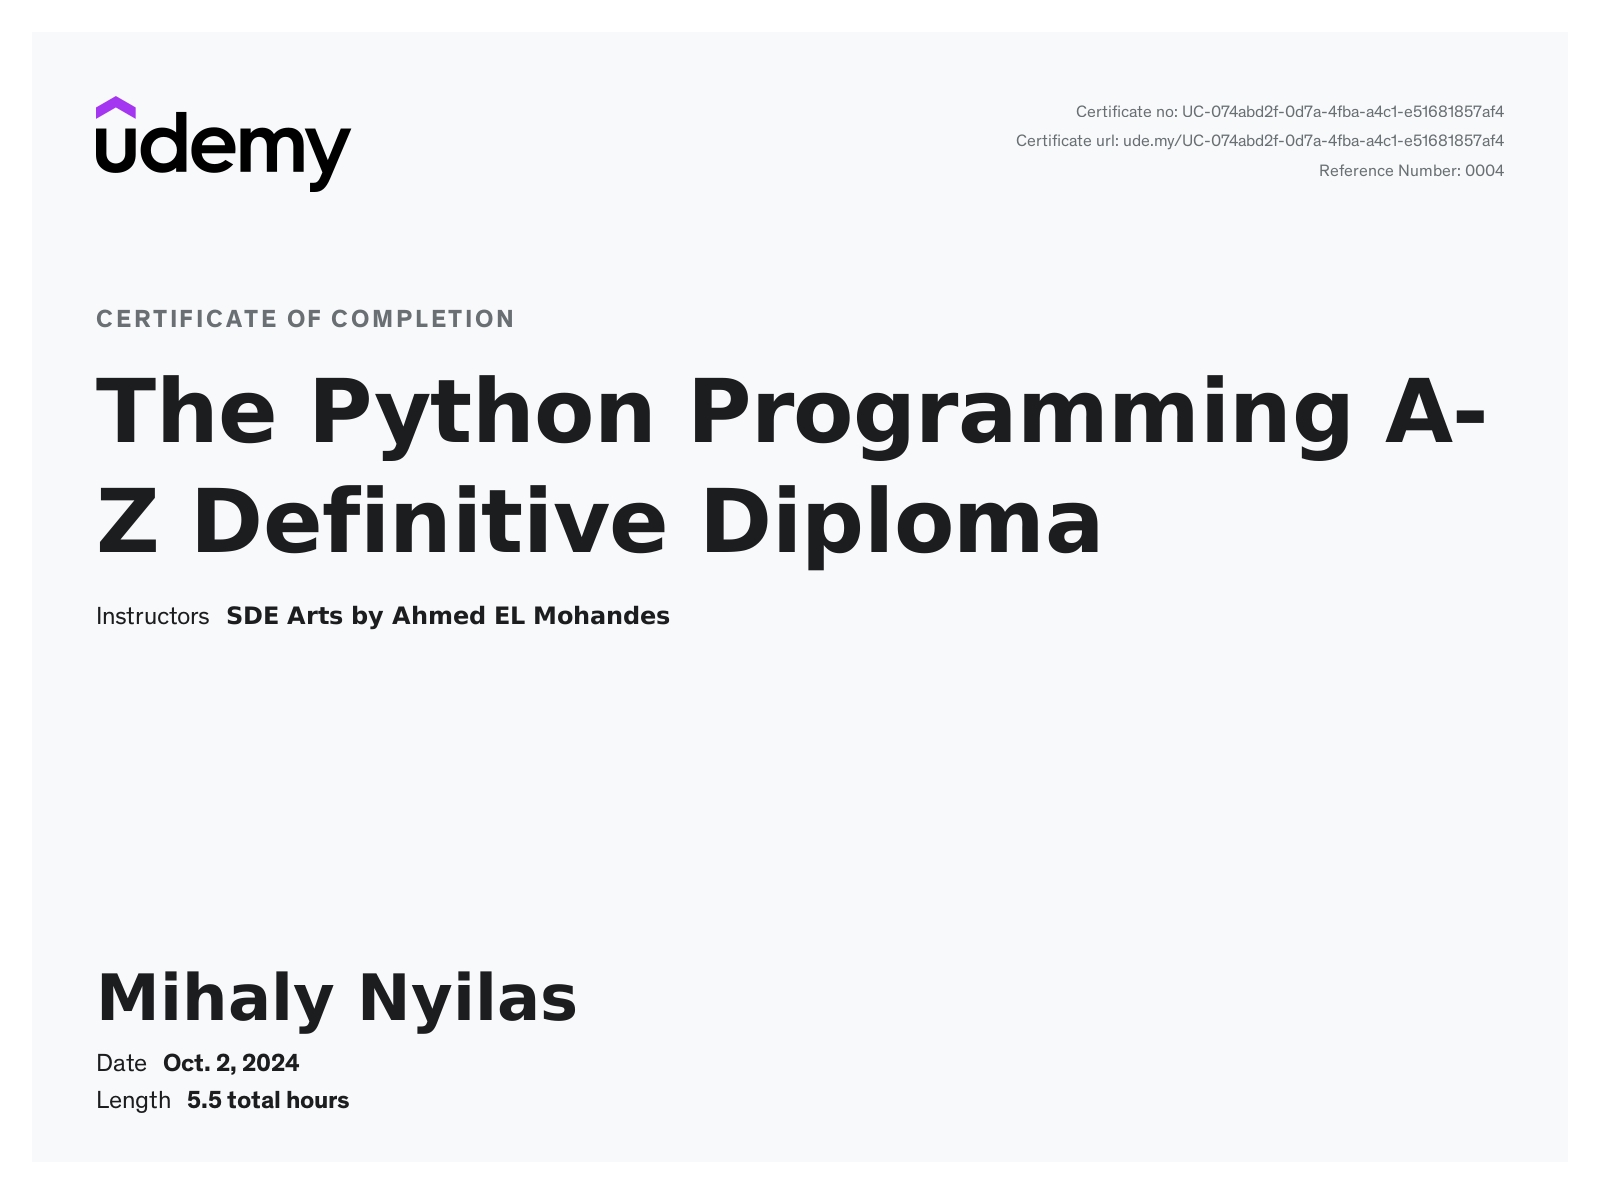 udemy
Certificate no: UC-074abd2f-0d7a-4fba-a4c1-e51681857af4
Certificate url: ude.my/UC-074abd2f-0d7a-4fba-a4c1-e51681857af4
Reference Number: 0004
CERTIFICATE OF COMPLETION
The Python Programming A-
Z Definitive Diploma
Instructors SDE Arts by Ahmed EL Mohandes
Mihaly Nyilas
Date Oct. 2, 2024
Length 5.5 total hours